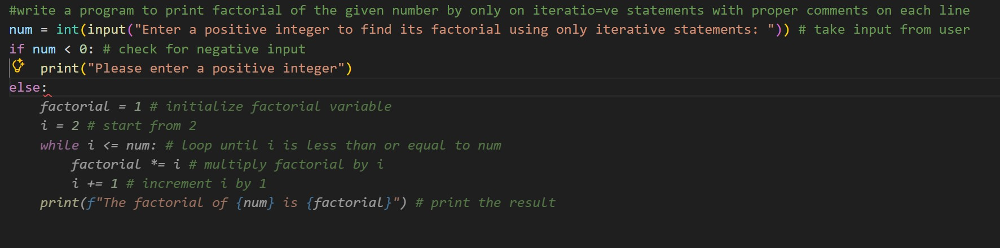 #write a program to print factorial of the given number by only on iteratio=ve statements with proper comments on each line
num = int(input("Enter a positive integer to find its factorial using only iterative statements: ")) # take input from user
if num < 0: # check for negative input
    print("Please enter a positive integer")
else:
    factorial = 1 # initialize factorial variable
    i = 2 # start from 2
    while i <= num: # loop until i is less than or equal to num
        factorial *= i # multiply factorial by i
        i += 1 # increment i by 1
    print(f"The factorial of {num} is {factorial}") # print the result